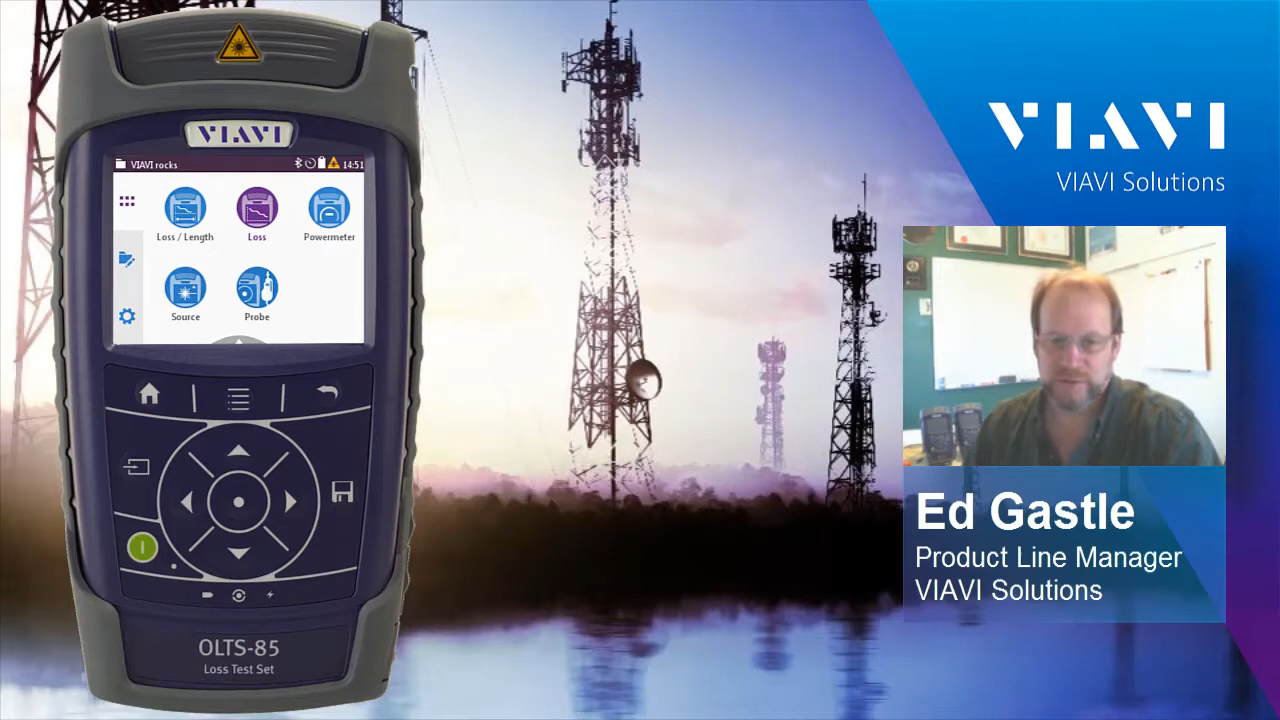 VIAVI
VIAVI rocks
14:51
Loss / Length
Loss
Powermeter
Source
Probe
OLTS-85
Loss Test Set
VIAVI
VIAVI Solutions
Ed Gastle
Product Line Manager
VIAVI Solutions